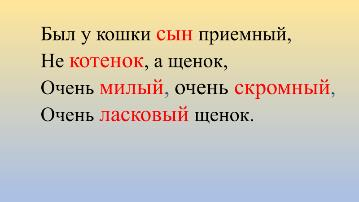 Был у кошки сын приемный,
Не котенок, а щенок,
Очень милый, очень скромный,
Очень ласковый щенок.